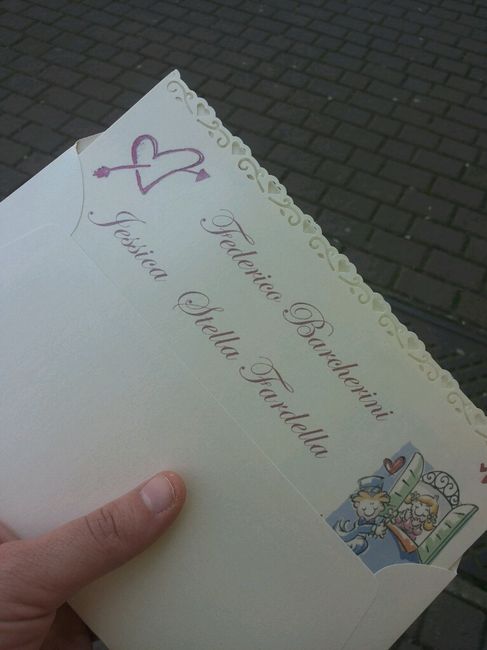 Federico Barcherini
Jessica Stella Fardella